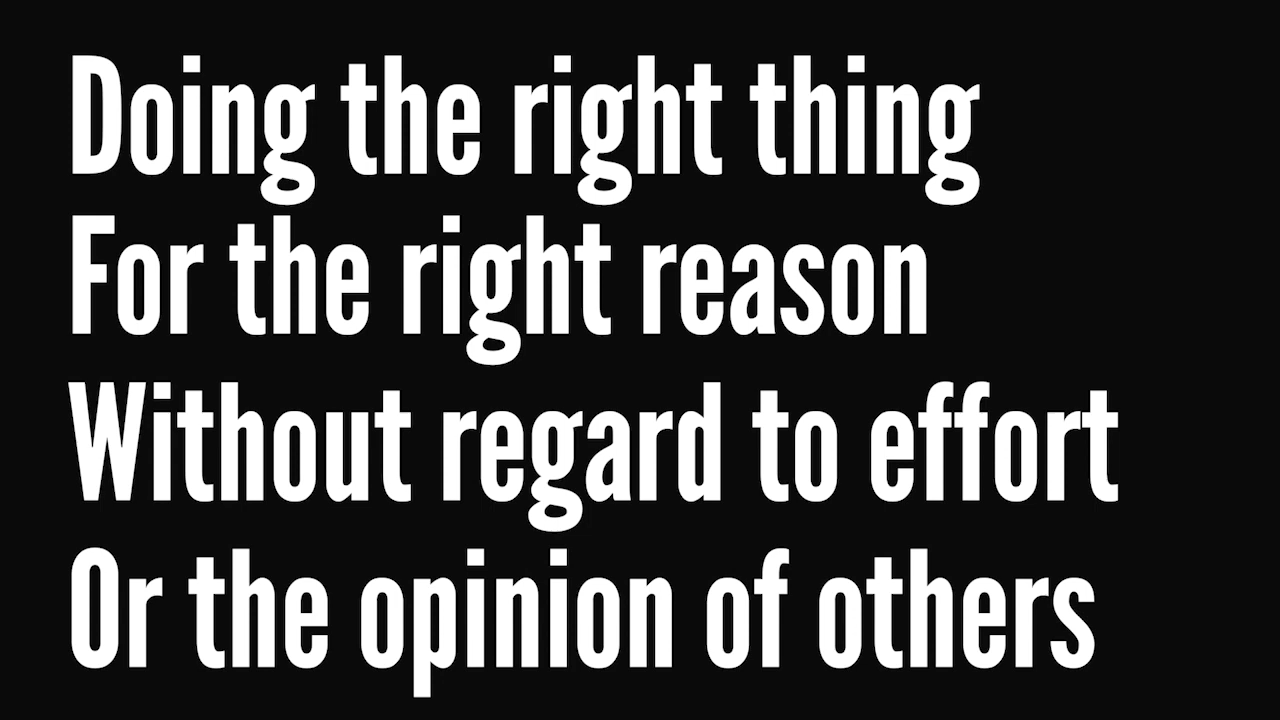 Doing the right thing
For the right reason
Without regard to effort
Or the opinion of others